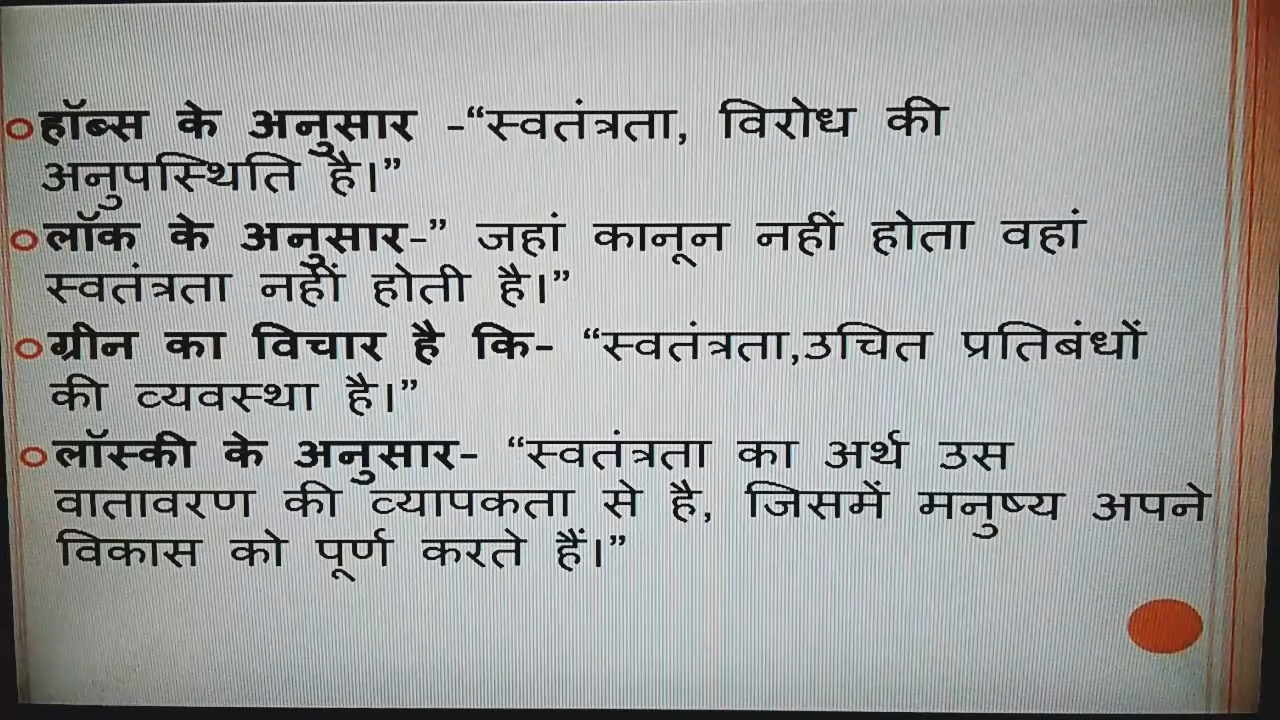 हॉब्स के अनुसार -“स्वतंत्रता, विरोध की
अनुपस्थिति है।”
लॉक के अनुसार-” जहां कानून नहीं होता वहां
स्वतंत्रता नहीं होती है।”
ग्रीन का विचार है कि- “स्वतंत्रता,उचित प्रतिबंधों
की व्यवस्था है।”
लॉस्की के अनुसार- “स्वतंत्रता का अर्थ उस
वातावरण की व्यापकता से है, जिसमें मनुष्य अपने
विकास को पूर्ण करते हैं।”